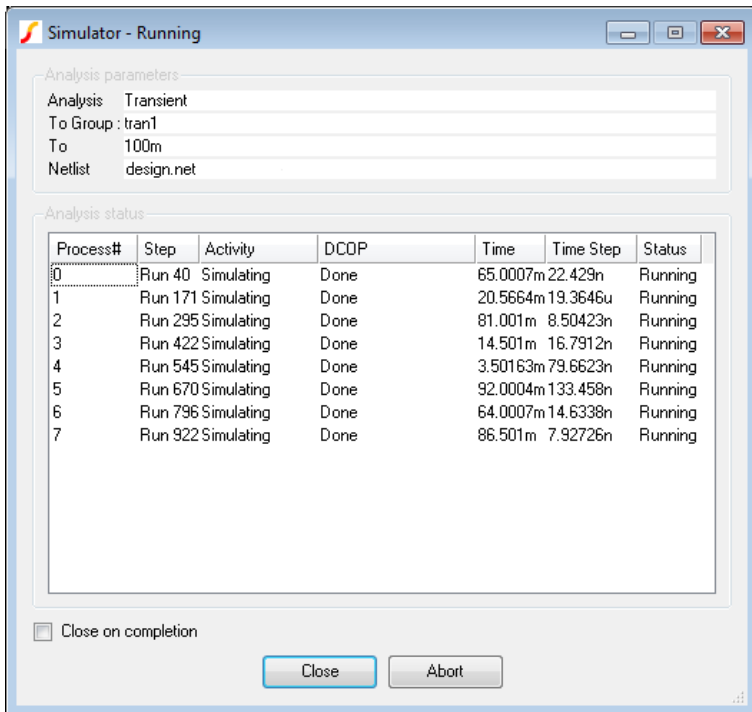 Simulator - Running
Analysis parameters
Analysis Transient
To Group : tran1
To 100m
Netlist design.net
Analysis status
Process# Step Activity DCOP Time Time Step Status
0 Run 40 Simulating Done 65.0007m 22.429n Running
1 Run 171 Simulating Done 20.5664m 19.3646u Running
2 Run 295 Simulating Done 81.001m 8.50423n Running
3 Run 422 Simulating Done 14.501m 16.7912n Running
4 Run 545 Simulating Done 3.50163m 79.6623n Running
5 Run 670 Simulating Done 92.0004m 133.458n Running
6 Run 796 Simulating Done 64.0007m 14.6338n Running
7 Run 922 Simulating Done 86.501m 7.92726n Running
Close on completion
Close Abort